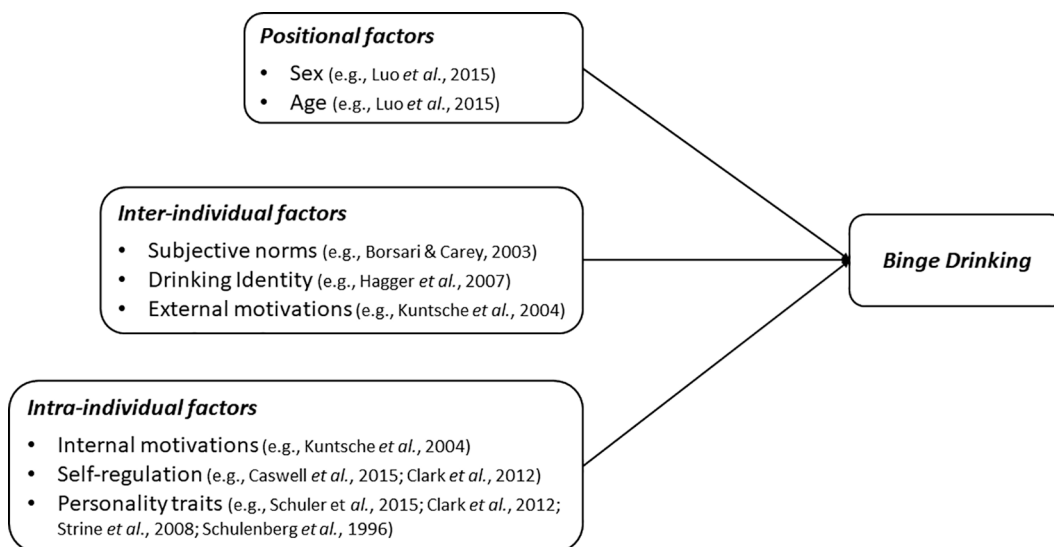 Positional factors
• Sex (e.g., Luo et al., 2015)
• Age (e.g., Luo et al., 2015)
Inter-individual factors
• Subjective norms (e.g., Borsari & Carey, 2003)
• Drinking Identity (e.g., Hagger et al., 2007)
• External motivations (e.g., Kuntsche et al., 2004)
Binge Drinking
Intra-individual factors
• Internal motivations (e.g., Kuntsche et al., 2004)
• Self-regulation (e.g., Caswell et al., 2015; Clark et al., 2012)
• Personality traits (e.g., Schuler et al., 2015; Clark et al., 2012;
Strine et al., 2008; Schulenberg et al., 1996)